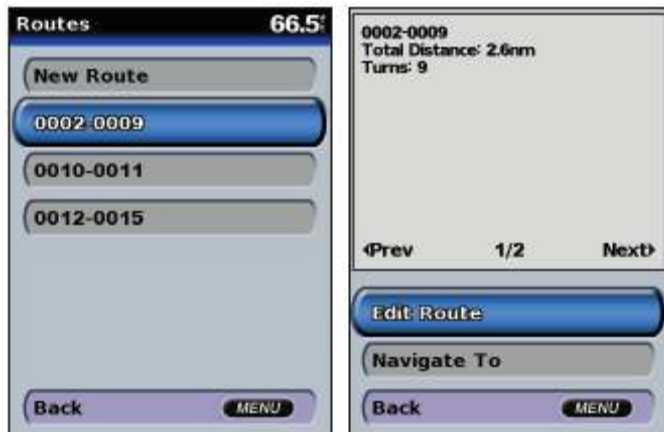 Routes 66.5
New Route
0002-0009
0010-0011
0012-0015
Back MENU
0002-0009
Total Distance: 2.6nm
Turns: 9
Prev 1/2 Next
Edit Route
Navigate To
Back MENU